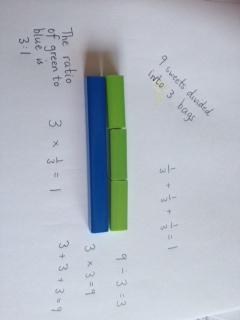 The ratio
of green to
blue is
3:1
9 sweets divided
into 3 bags
1/3 + 1/3 + 1/3 = 1
3 × 1/3 = 1
9 ÷ 3 = 3
3 × 3 = 9
3 + 3 + 3 = 9